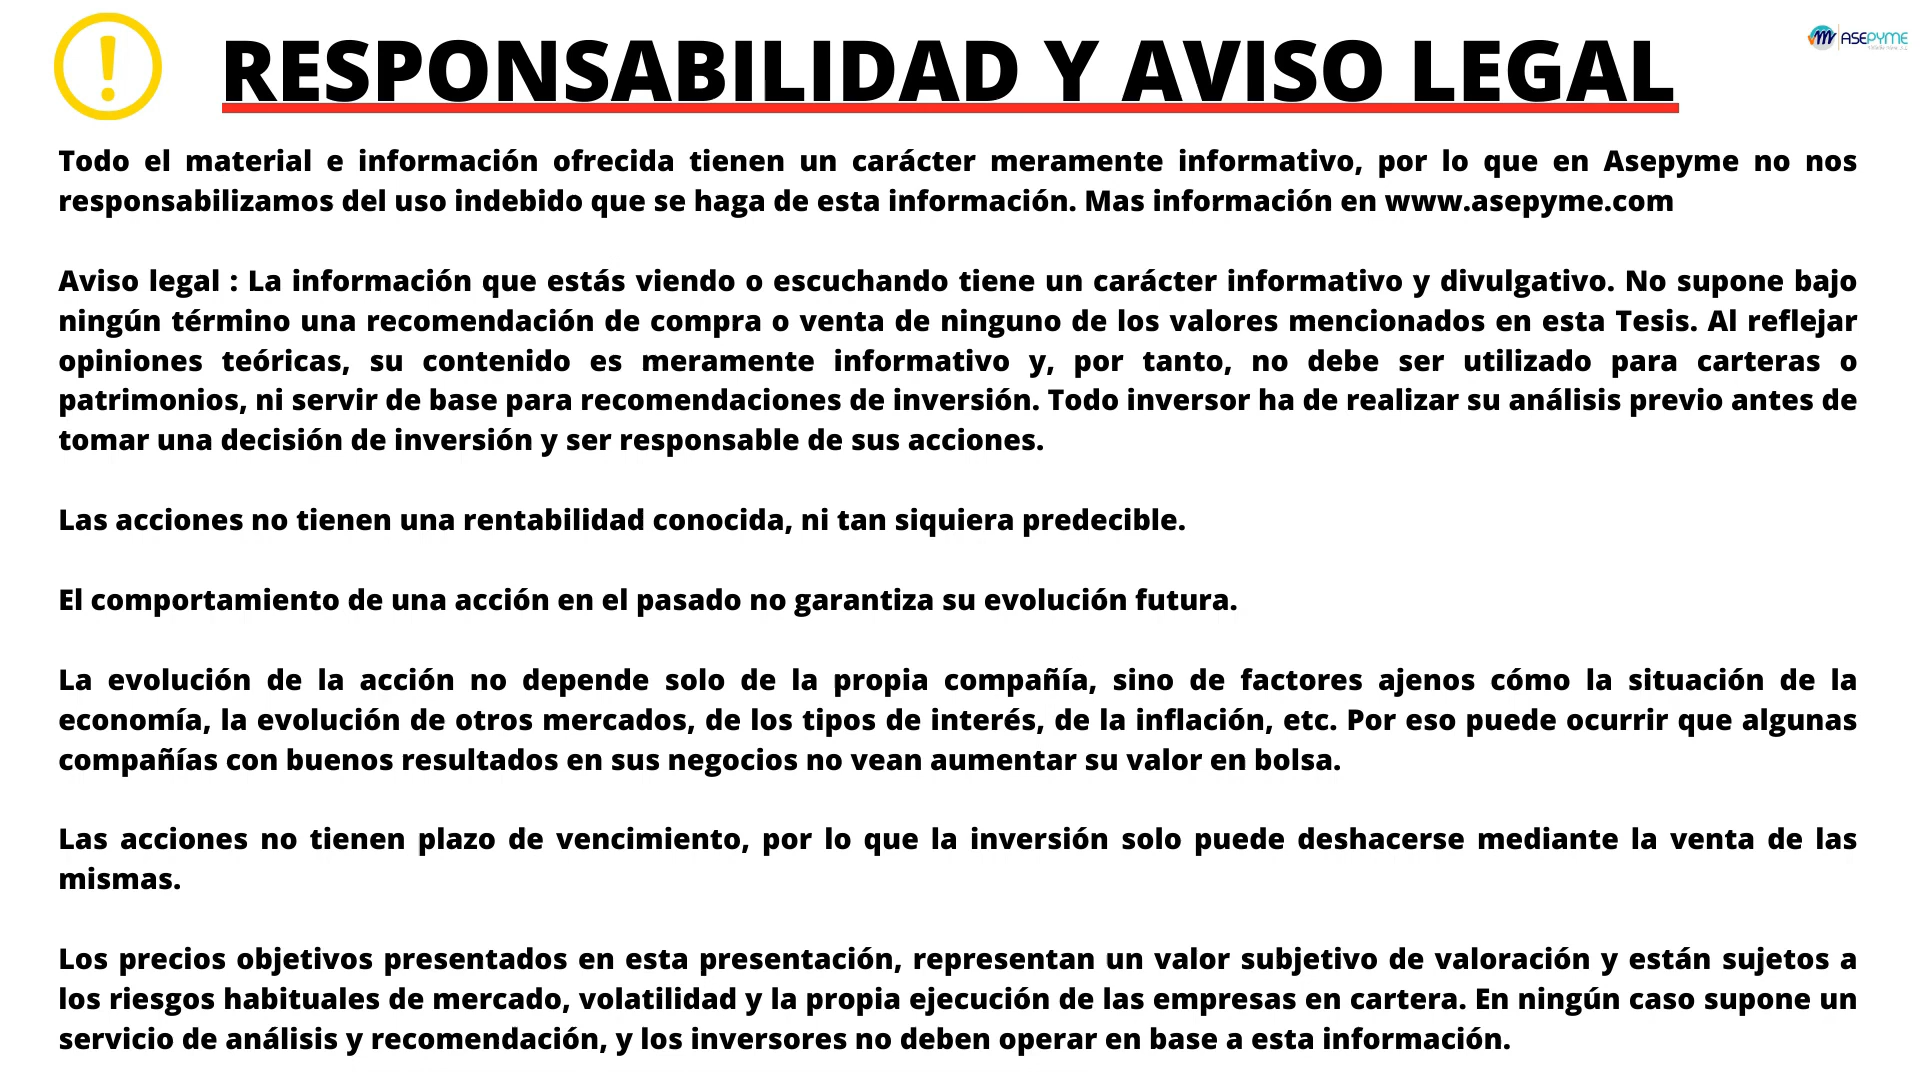 RESPONSABILIDAD Y AVISO LEGAL
ASEPYME
Todo el material e información ofrecida tienen un carácter meramente informativo, por lo que en Asepyme no nos
responsabilizamos del uso indebido que se haga de esta información. Mas información en www.asepyme.com
Aviso legal : La información que estás viendo o escuchando tiene un carácter informativo y divulgativo. No supone bajo
ningún término una recomendación de compra o venta de ninguno de los valores mencionados en esta Tesis. Al reflejar
opiniones teóricas, su contenido es meramente informativo y, por tanto, no debe ser utilizado para carteras o
patrimonios, ni servir de base para recomendaciones de inversión. Todo inversor ha de realizar su análisis previo antes de
tomar una decisión de inversión y ser responsable de sus acciones.
Las acciones no tienen una rentabilidad conocida, ni tan siquiera predecible.
El comportamiento de una acción en el pasado no garantiza su evolución futura.
La evolución de la acción no depende solo de la propia compañía, sino de factores ajenos cómo la situación de la
economía, la evolución de otros mercados, de los tipos de interés, de la inflación, etc. Por eso puede ocurrir que algunas
compañías con buenos resultados en sus negocios no vean aumentar su valor en bolsa.
Las acciones no tienen plazo de vencimiento, por lo que la inversión solo puede deshacerse mediante la venta de las
mismas.
Los precios objetivos presentados en esta presentación, representan un valor subjetivo de valoración y están sujetos a
los riesgos habituales de mercado, volatilidad y la propia ejecución de las empresas en cartera. En ningún caso supone un
servicio de análisis y recomendación, y los inversores no deben operar en base a esta información.